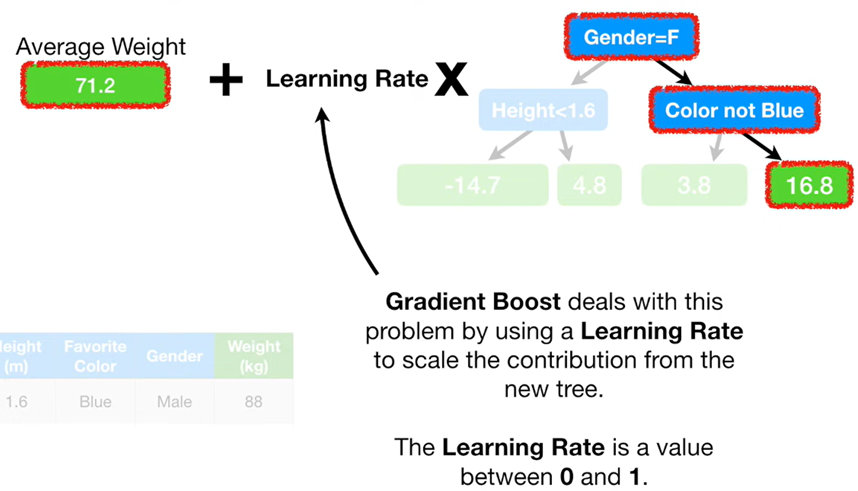 Average Weight
71.2
+ Learning Rate X
Gender=F
Height<1.6
Color not Blue
-14.7
4.8
3.8
16.8
Gradient Boost deals with this
problem by using a Learning Rate
to scale the contribution from the
new tree.
The Learning Rate is a value
between 0 and 1.
Favorite Gender Weight
(m) Color (kg)
1.6 Blue Male 88